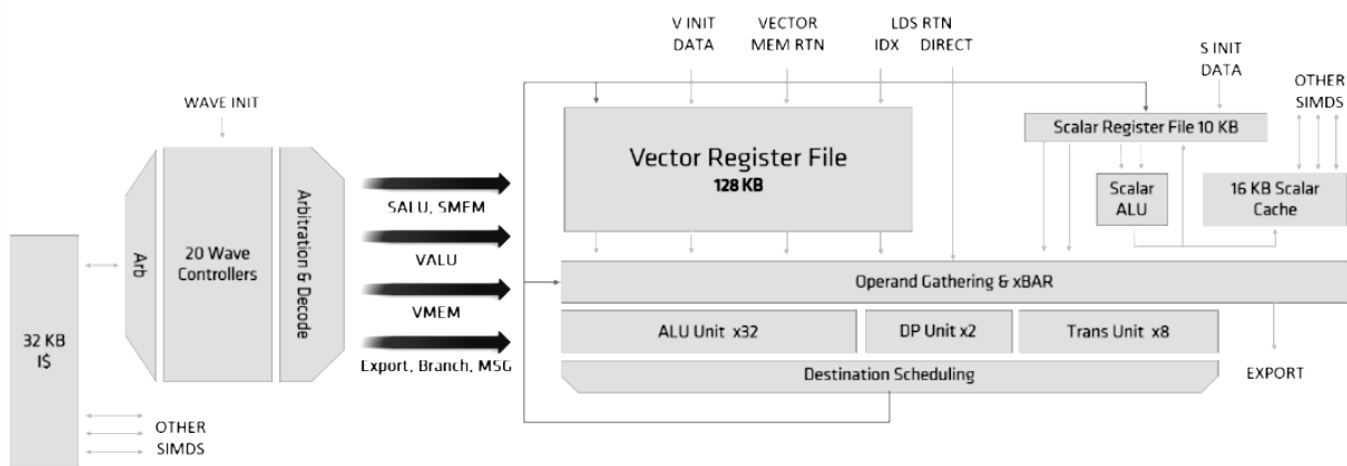 V INIT
DATA
VECTOR
MEM RTN
LDS RTN
IDX DIRECT
S INIT
DATA
OTHER
SIMDS
WAVE INIT
Scalar Register File 10 KB
Vector Register File
128 KB
Scalar
ALU
16 KB Scalar
Cache
Arb
20 Wave
Controllers
Arbitration & Decode
SALU, SMEM
VALU
VMEM
Export, Branch, MSG
32 KB
I$
OTHER
SIMDS
Operand Gathering & xBAR
ALU Unit x32
DP Unit x2
Trans Unit x8
Destination Scheduling
EXPORT